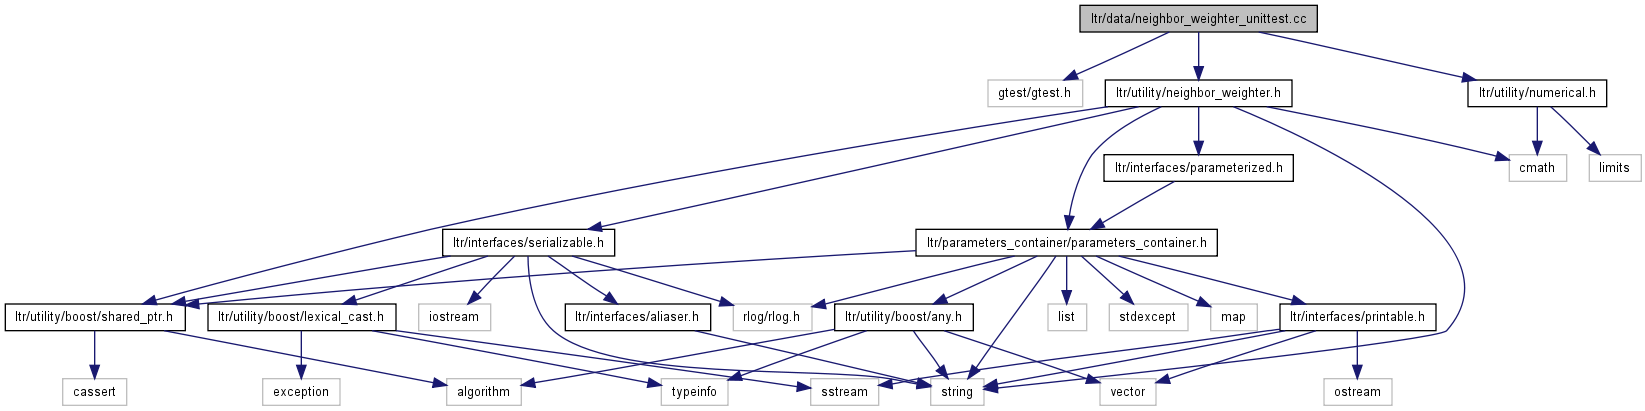 ltr/data/neighbor_weighter_unittest.cc
gtest/gtest.h
ltr/utility/neighbor_weighter.h
ltr/utility/numerical.h
ltr/interfaces/parameterized.h
cmath
limits
ltr/interfaces/serializable.h
ltr/parameters_container/parameters_container.h
ltr/utility/boost/shared_ptr.h
ltr/utility/boost/lexical_cast.h
iostream
ltr/interfaces/aliaser.h
rlog/rlog.h
ltr/utility/boost/any.h
list
stdexcept
map
ltr/interfaces/printable.h
cassert
exception
algorithm
typeinfo
sstream
string
vector
ostream